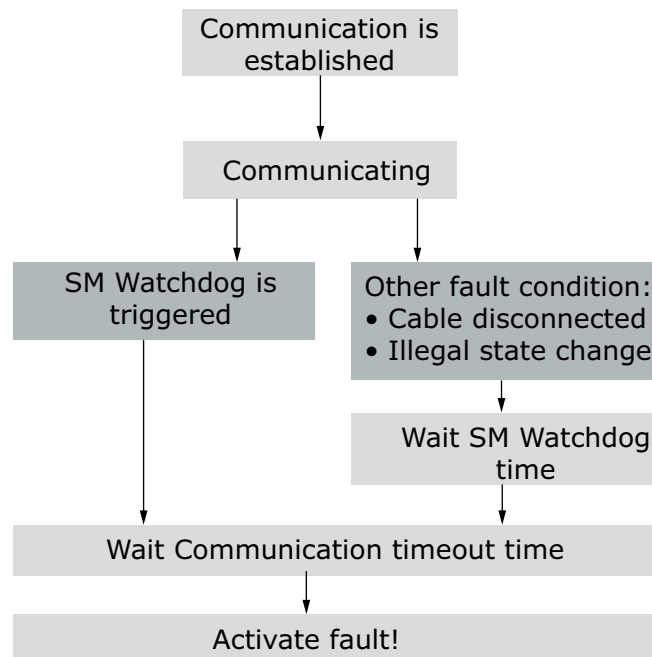 Communication is
established
Communicating
SM Watchdog is
triggered
Other fault condition:
• Cable disconnected
• Illegal state change
Wait SM Watchdog
time
Wait Communication timeout time
Activate fault!